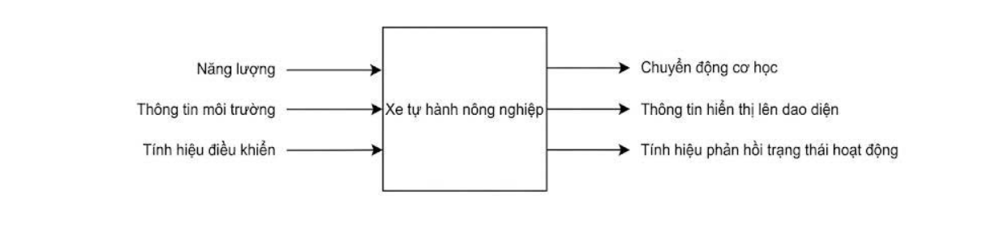 Năng lượng
Thông tin môi trường
Tính hiệu điều khiển
Xe tự hành nông nghiệp
Chuyển động cơ học
Thông tin hiển thị lên dao diện
Tính hiệu phản hồi trạng thái hoạt động